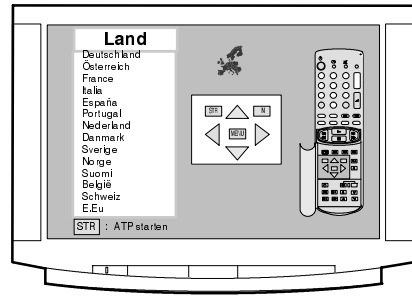 Land
Deutschland
Österreich
France
Italia
España
Portugal
Nederland
Danmark
Sverige
Norge
Suomi
België
Schweiz
E.Eu
STR IN
MENU
STR : ATP starten